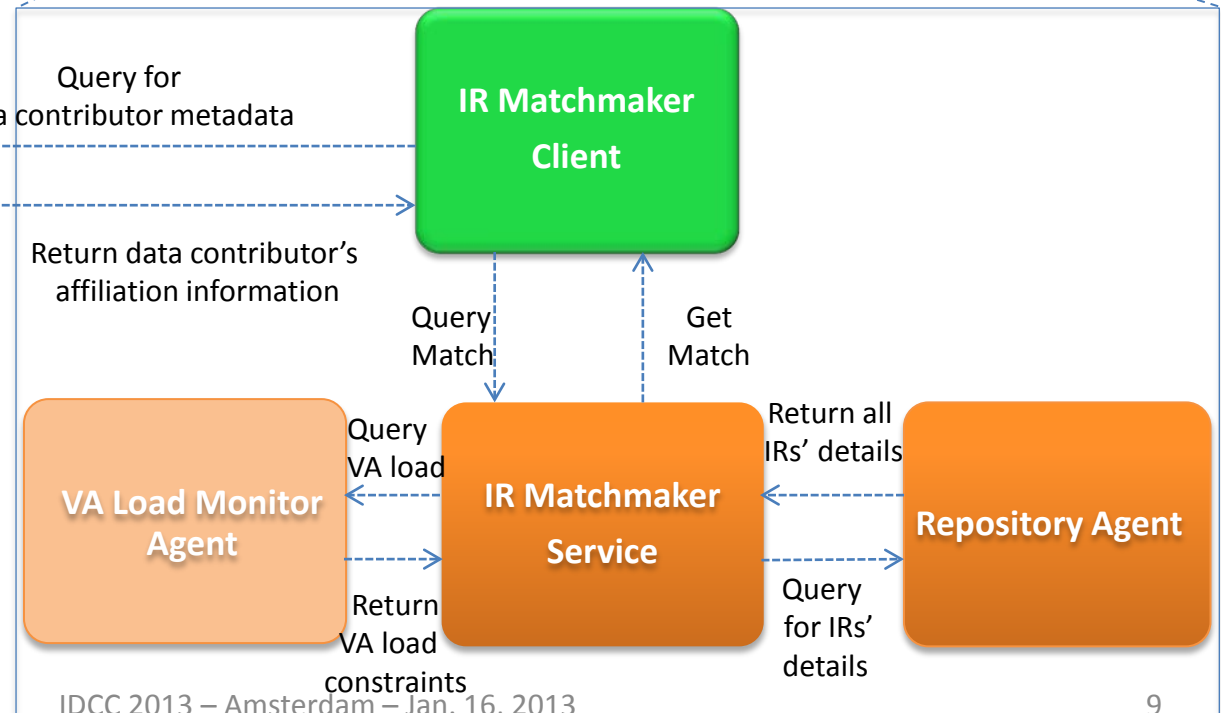 Query for
a contributor metadata
IR Matchmaker
Client
Return data contributor’s
affiliation information
Query
Match
Get
Match
Return all
IRs’ details
Query
VA load
VA Load Monitor
Agent
IR Matchmaker
Service
Repository Agent
Return
VA load
constraints
Query
for IRs’
details
IDCC 2013 – Amsterdam – Jan. 16, 2013
9